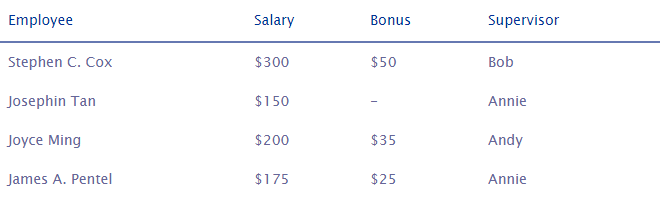 Employee Salary Bonus Supervisor
Stephen C. Cox $300 $50 Bob
Josephin Tan $150 – Annie
Joyce Ming $200 $35 Andy
James A. Pentel $175 $25 Annie